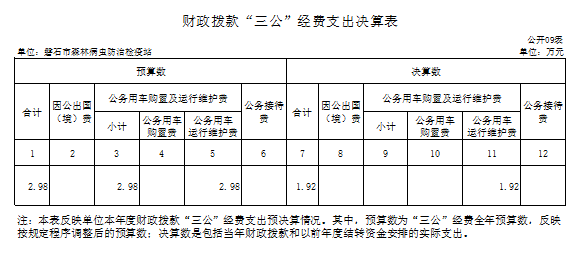 财政拨款“三公”经费支出决算表
公开09表
单位：磐石市森林病虫防治检疫站 单位：万元
预算数 决算数
合计 因公出国（境）费 公务用车购置及运行维护费 公务接待费 合计 因公出国（境）费 公务用车购置及运行维护费 公务接待费
小计 公务用车购置费 公务用车运行维护费 小计 公务用车购置费 公务用车运行维护费
1 2 3 4 5 6 7 8 9 10 11 12
2.98 2.98 2.98 1.92 1.92
注：本表反映单位本年度财政拨款“三公”经费支出预决算情况。其中，预算数为“三公”经费全年预算数，反映
按规定程序调整后的预算数；决算数是包括当年财政拨款和以前年度结转资金安排的实际支出。